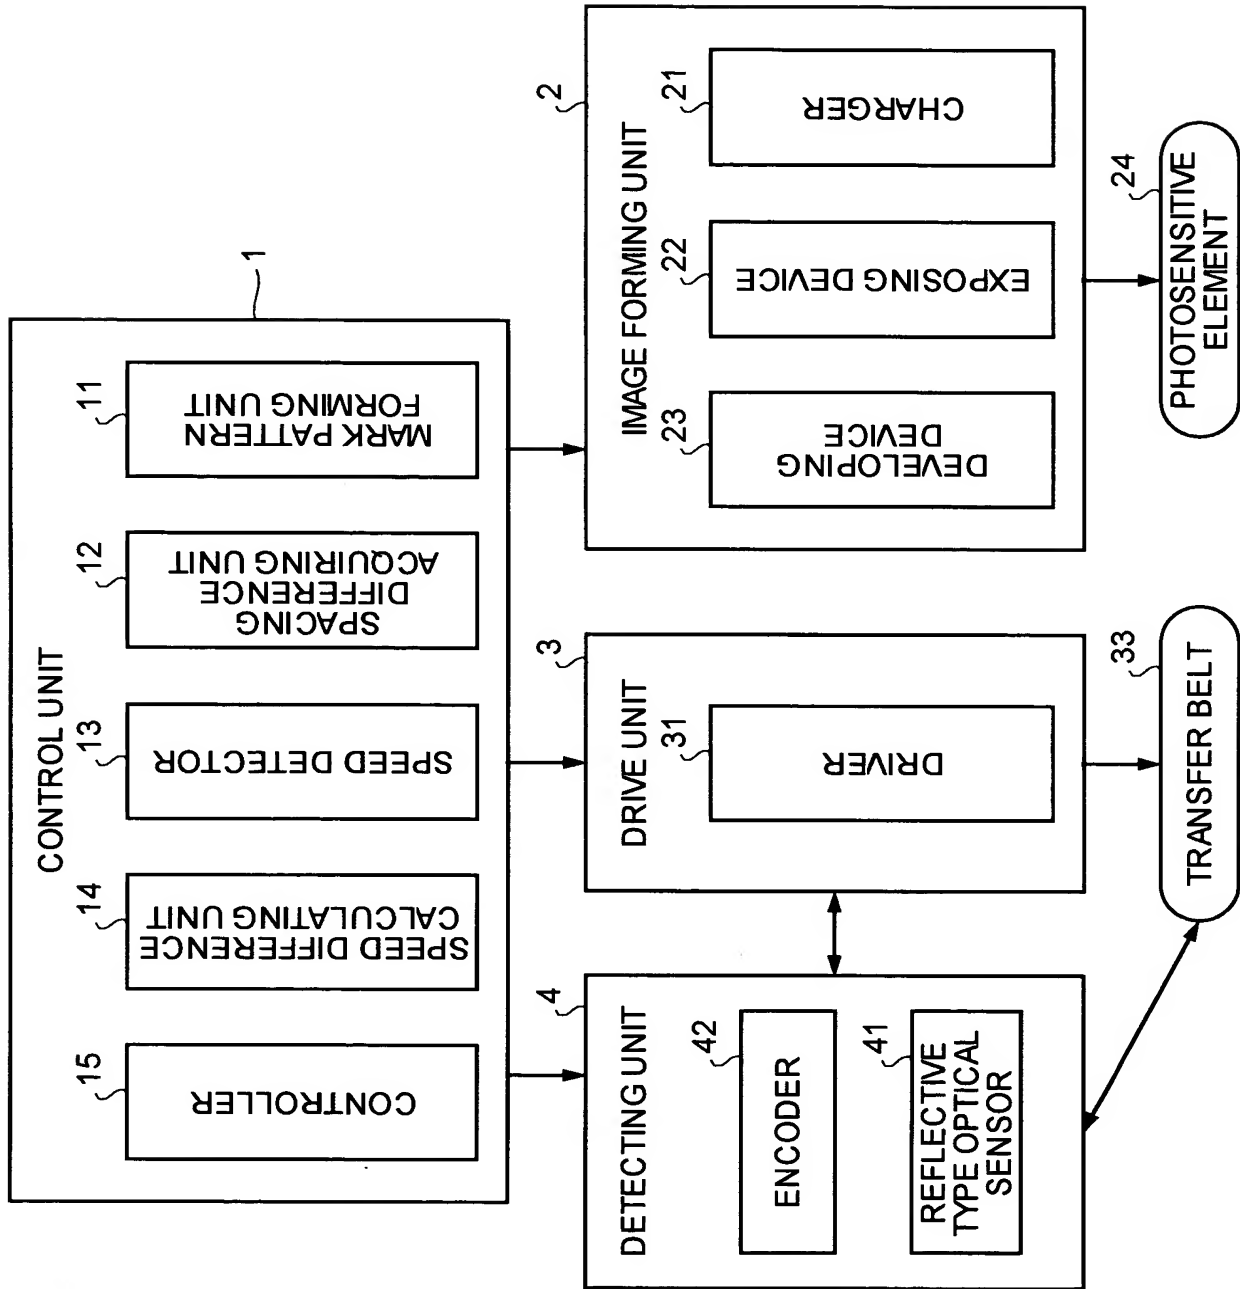 CONTROL UNIT
1
15
CONTROLLER
14
SPEED DIFFERENCE
CALCULATING UNIT
13
SPEED DETECTOR
12
SPACING
DIFFERENCE
ACQUIRING UNIT
11
MARK PATTERN
FORMING UNIT
4
DETECTING UNIT
42
ENCODER
41
REFLECTIVE
TYPE OPTICAL
SENSOR
3
DRIVE UNIT
31
DRIVER
33
TRANSFER BELT
2
IMAGE FORMING UNIT
23
DEVELOPING
DEVICE
22
EXPOSING DEVICE
21
CHARGER
24
PHOTOSENSITIVE
ELEMENT